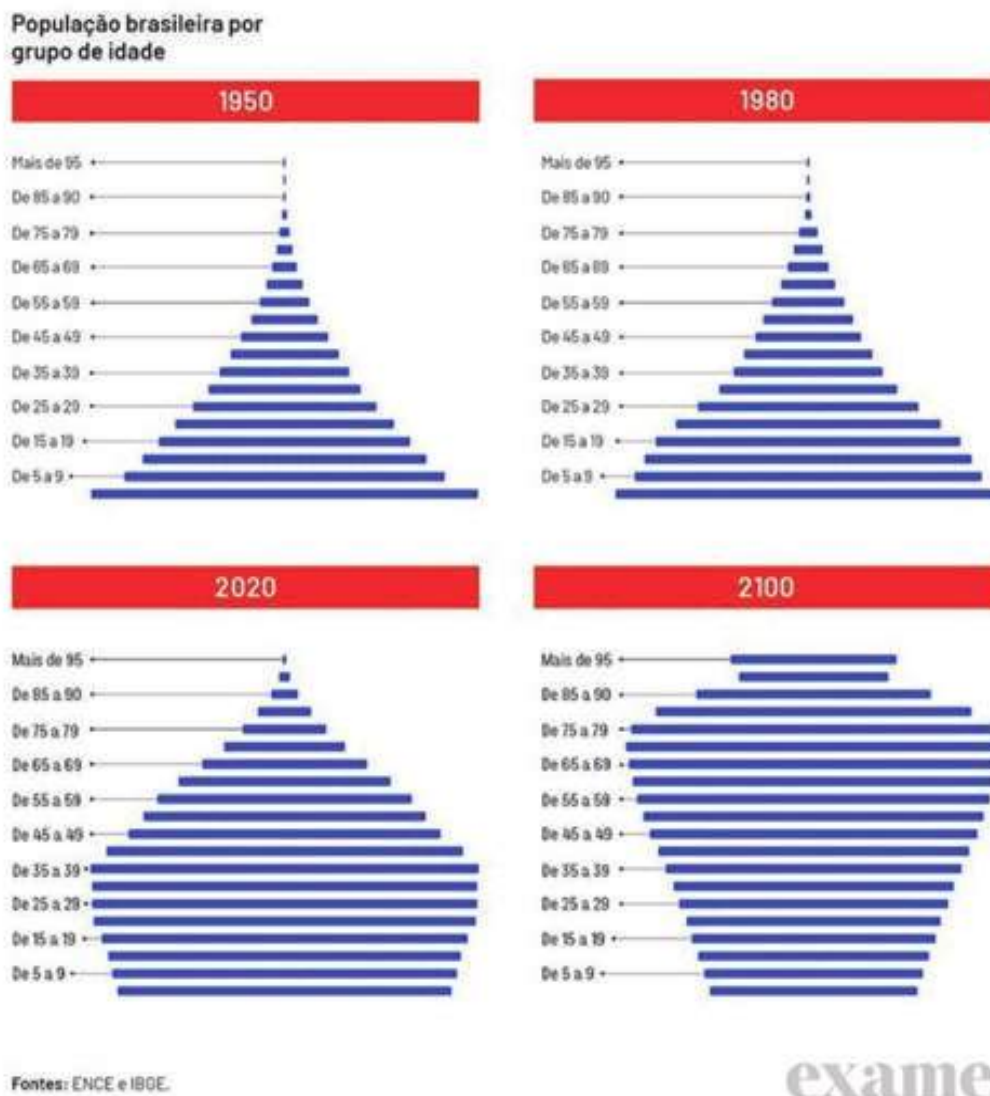 População brasileira por
grupo de idade
1950
Mais de 95
De 85 a 90
De 75 a 79
De 65 a 69
De 55 a 59
De 45 a 49
De 35 a 39
De 25 a 29
De 15 a 19
De 5 a 9
1980
Mais de 95
De 85 a 90
De 75 a 79
De 65 a 69
De 55 a 59
De 45 a 49
De 35 a 39
De 25 a 29
De 15 a 19
De 5 a 9
2020
Mais de 95
De 85 a 90
De 75 a 79
De 65 a 69
De 55 a 59
De 45 a 49
De 35 a 39
De 25 a 29
De 15 a 19
De 5 a 9
2100
Mais de 95
De 85 a 90
De 75 a 79
De 65 a 69
De 55 a 59
De 45 a 49
De 35 a 39
De 25 a 29
De 15 a 19
De 5 a 9
Fontes: ENCE e IBGE.
exame